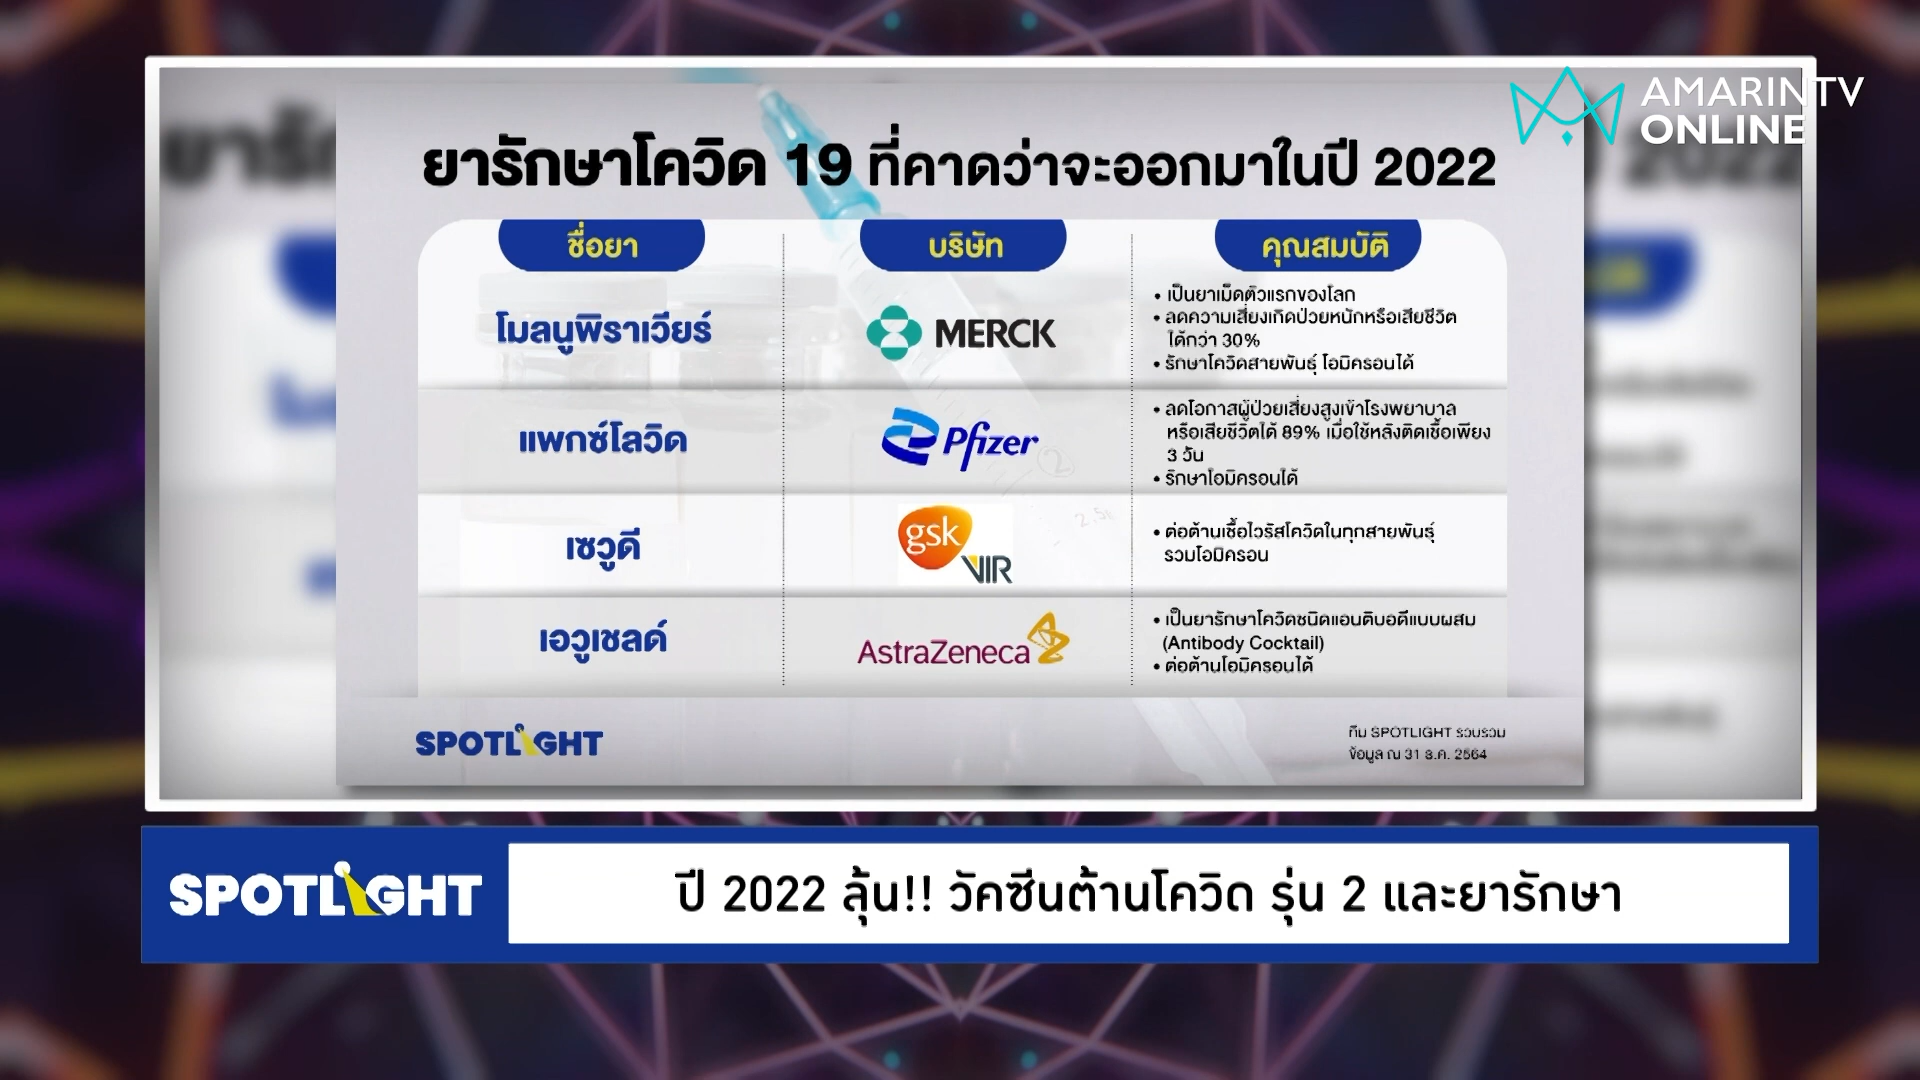 AMARINTV
ONLINE
ยารักษาโควิด 19 ที่คาดว่าจะออกมาในปี 2022
ชื่อยา
บริษัท
คุณสมบัติ
โมลนูพิราเวียร์
MERCK
• เป็นยาเม็ดตัวแรกของโลก
• ลดความเสี่ยงเกิดป่วยหนักหรือเสียชีวิต
ได้กว่า 30%
• รักษาโควิดสายพันธุ์ โอมิครอนได้
แพกซ์โลวิด
Pfizer
• ลดโอกาสผู้ป่วยเสี่ยงสูงเข้าโรงพยาบาล
หรือเสียชีวิตได้ 89% เมื่อใช้หลังติดเชื้อเพียง
3 วัน
• รักษาโอมิครอนได้
เซวูดี
gsk
VIR
• ต่อต้านเชื้อไวรัสโควิดในทุกสายพันธุ์
รวมโอมิครอน
เอวูเชลด์
AstraZeneca
• เป็นยารักษาโควิดชนิดแอนติบอดีแบบผสม
(Antibody Cocktail)
• ต่อต้านโอมิครอนได้
SPOTLIGHT
ทีม SPOTLIGHT รวบรวม
ข้อมูล ณ 31 ธ.ค. 2564
SPOTLIGHT
ปี 2022 ลุ้น!! วัคซีนต้านโควิด รุ่น 2 และยารักษา